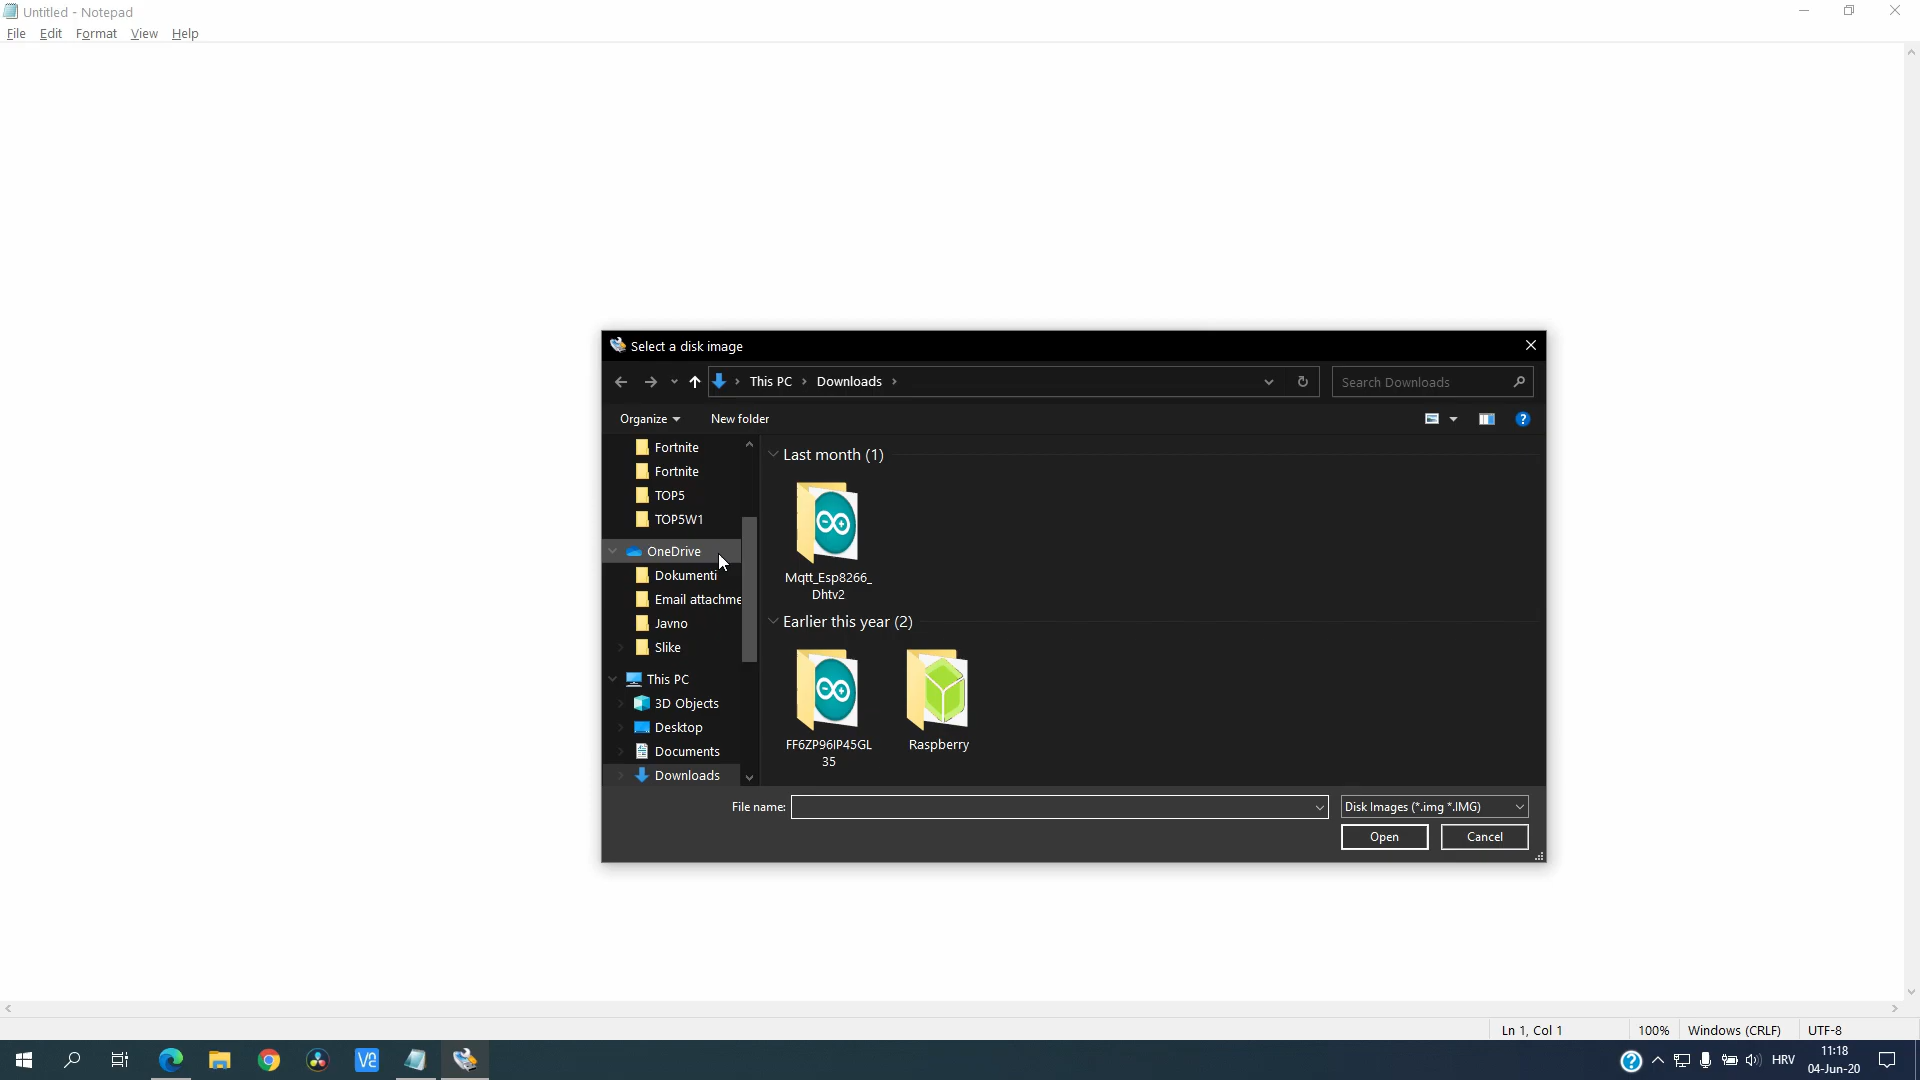 Untitled - Notepad
File Edit Format View Help
Select a disk image
This PC Downloads
Search Downloads
Organize New folder
Fortnite
Fortnite
TOP5
TOP5W1
OneDrive
Dokumenti
Email attachme
Javno
Slike
This PC
3D Objects
Desktop
Documents
Downloads
Last month (1)
Mqtt_Esp8266_
Dhtv2
Earlier this year (2)
FF6ZP96IP45GL
35
Raspberry
File name:
Disk Images (*.img *.IMG)
Open Cancel
Ln 1, Col 1 100% Windows (CRLF) UTF-8
HRV
11:18
04-Jun-20